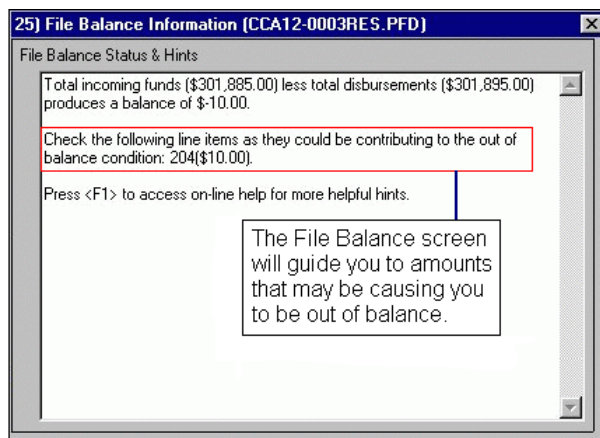 25) File Balance Information (CCA12-0003RES.PFD)
File Balance Status & Hints
Total incoming funds ($301,885.00) less total disbursements ($301,895.00)
produces a balance of $-10.00.
Check the following line items as they could be contributing to the out of
balance condition: 204($10.00).
Press <F1> to access on-line help for more helpful hints.
The File Balance screen
will guide you to amounts
that may be causing you
to be out of balance.